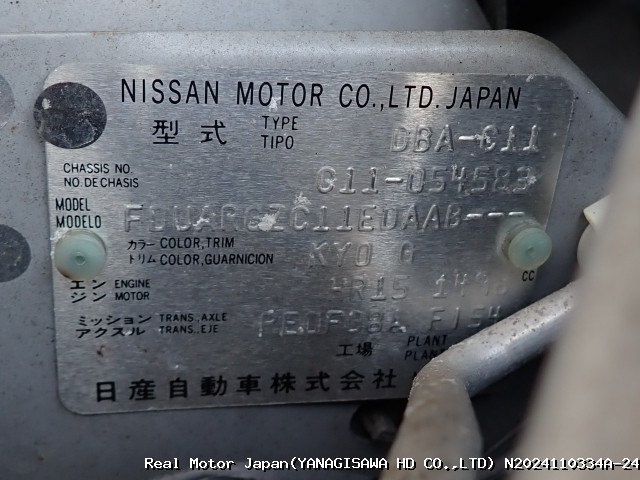 NISSAN MOTOR CO.,LTD.JAPAN
型式 TYPE TIPO
CHASSIS NO. NO.DE CHASIS G11-054583
MODEL MODELO
カラー COLOR,TRIM KY0 G
トリム COLOR,GUARNICION
エンジン ENGINE MOTOR HR15 CC
ミッション TRANS.,AXLE
アクスル TRANS.,EJE F154
工場 PLANT
日産自動車株式会社
Real Motor Japan(YANAGISAWA HD CO.,LTD) N2024110334A-24